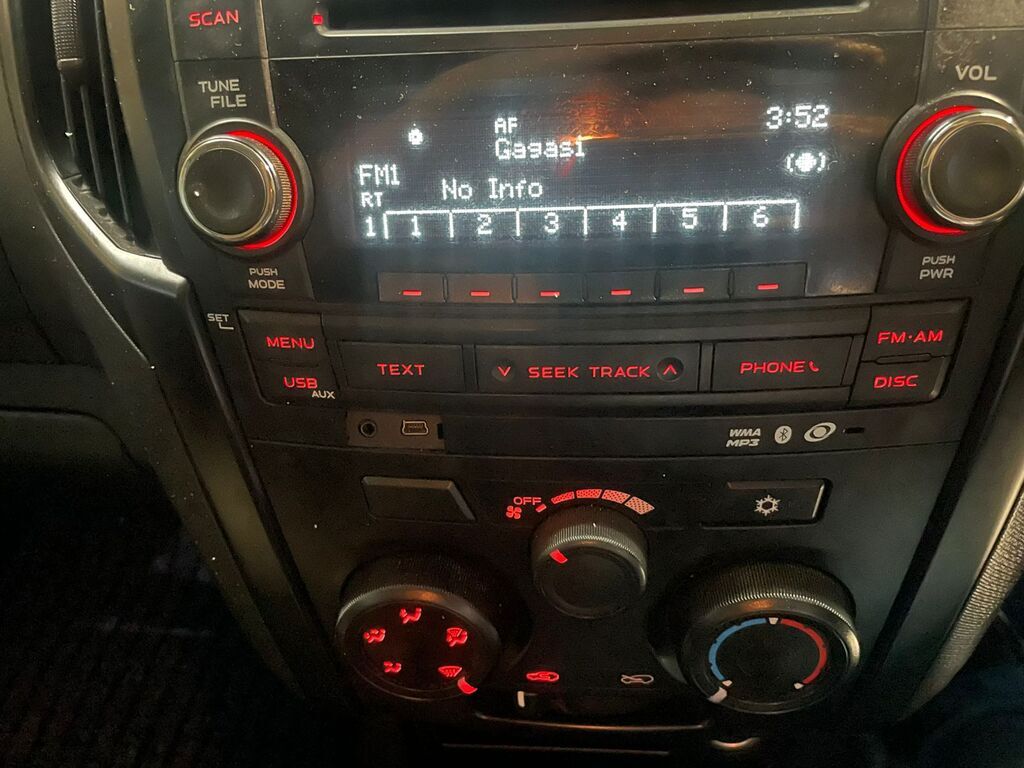 SCAN
TUNE
FILE
VOL
AF
3:52
Gagasi
FM1
No Info
RT
1 1 2 3 4 5 6
PUSH
MODE
PUSH
PWR
SET
MENU
FM·AM
TEXT
SEEK TRACK
PHONE
USB
AUX
DISC
WMA
MP3
OFF